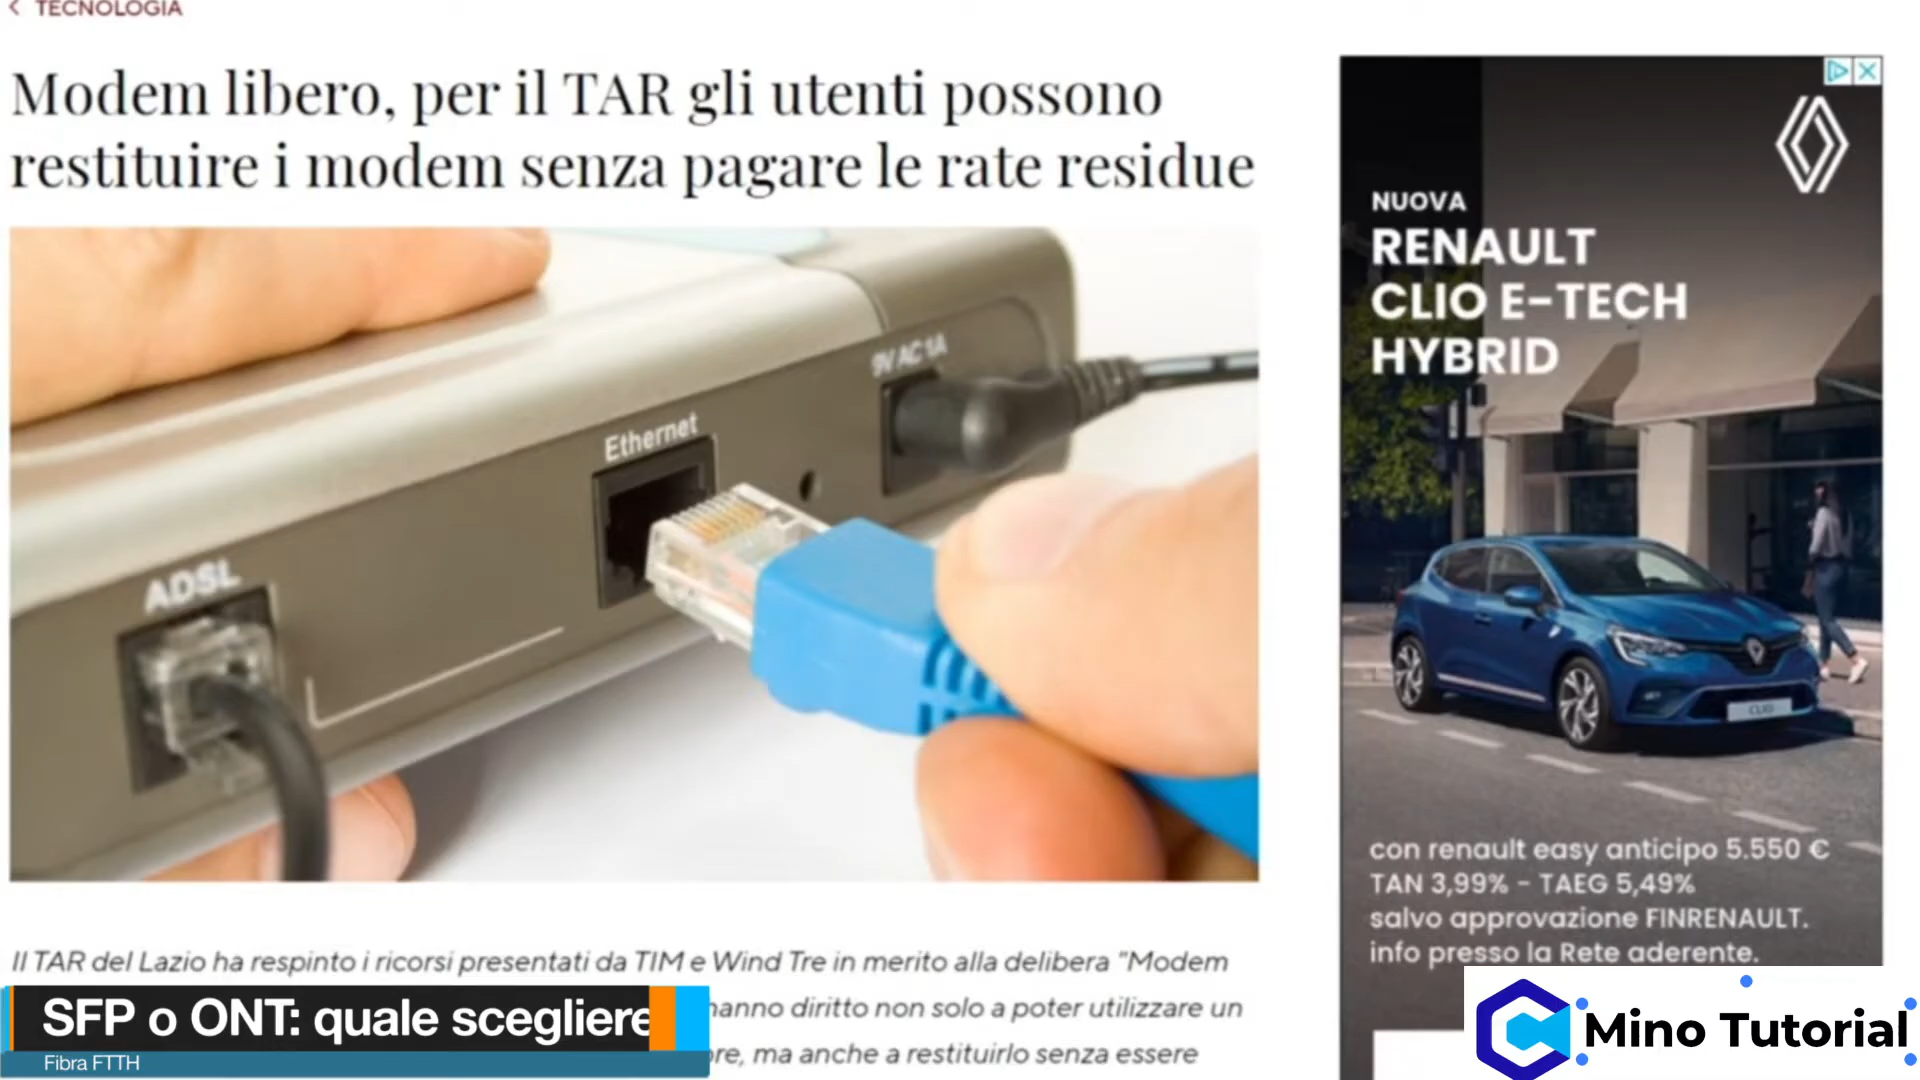 TECNOLOGIA
Modem libero, per il TAR gli utenti possono
restituire i modem senza pagare le rate residue
9V AC 1A
Ethernet
ADSL
Il TAR del Lazio ha respinto i ricorsi presentati da TIM e Wind Tre in merito alla delibera "Modem
hanno diritto non solo a poter utilizzare un
re, ma anche a restituirlo senza essere
NUOVA
RENAULT
CLIO E-TECH
HYBRID
CLIO
con renault easy anticipo 5.550 €
TAN 3,99% - TAEG 5,49%
salvo approvazione FINRENAULT.
info presso la Rete aderente.
SFP o ONT: quale scegliere
Fibra FTTH
Mino Tutorial